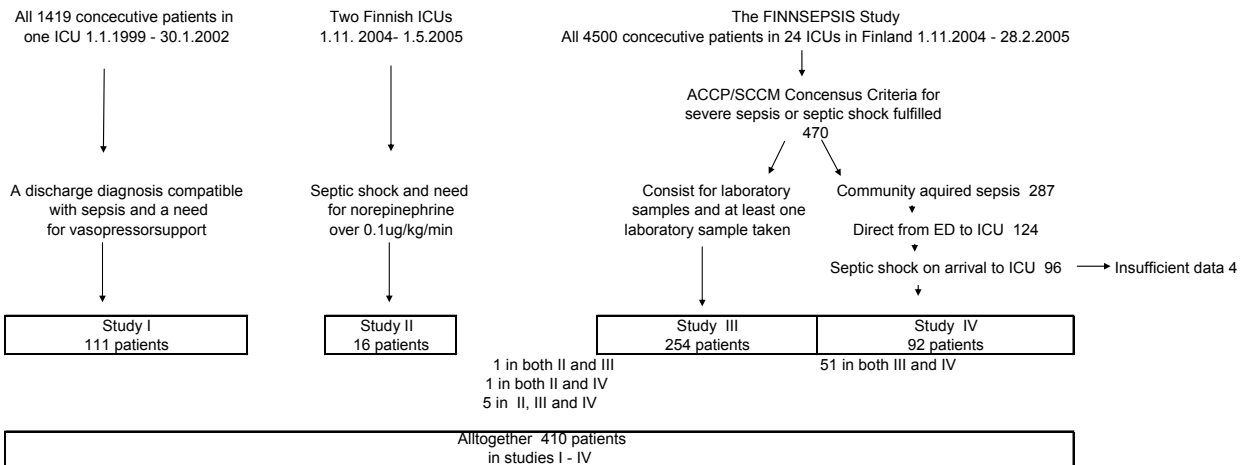 All 1419 concecutive patients in
one ICU 1.1.1999 - 30.1.2002
Two Finnish ICUs
1.11. 2004- 1.5.2005
The FINNSEPSIS Study
All 4500 concecutive patients in 24 ICUs in Finland 1.11.2004 - 28.2.2005
ACCP/SCCM Concensus Criteria for
severe sepsis or septic shock fulfilled
470
A discharge diagnosis compatible
with sepsis and a need
for vasopressorsupport
Septic shock and need
for norepinephrine
over 0.1ug/kg/min
Consist for laboratory
samples and at least one
laboratory sample taken
Community aquired sepsis 287
Direct from ED to ICU 124
Septic shock on arrival to ICU 96
Insufficient data 4
Study I
111 patients
Study II
16 patients
Study III
254 patients
Study IV
92 patients
1 in both II and III
1 in both II and IV
5 in II, III and IV
51 in both III and IV
Alltogether 410 patients
in studies I - IV